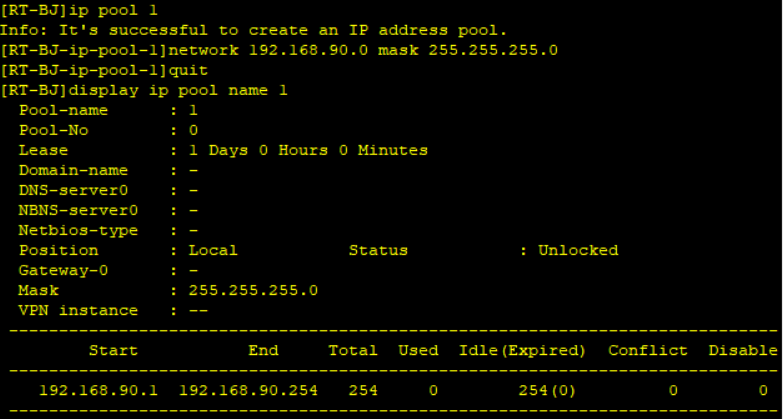 [RT-BJ]ip pool 1
Info: It's successful to create an IP address pool.
[RT-BJ-ip-pool-1]network 192.168.90.0 mask 255.255.255.0
[RT-BJ-ip-pool-1]quit
[RT-BJ]display ip pool name 1
Pool-name : 1
Pool-No : 0
Lease : 1 Days 0 Hours 0 Minutes
Domain-name : -
DNS-server0 : -
NBNS-server0 : -
Netbios-type : -
Position : Local Status : Unlocked
Gateway-0 : -
Mask : 255.255.255.0
VPN instance : --
-----------------------------------------------------------------------------
Start End Total Used Idle(Expired) Conflict Disable
-----------------------------------------------------------------------------
192.168.90.1 192.168.90.254 254 0 254(0) 0 0
-----------------------------------------------------------------------------